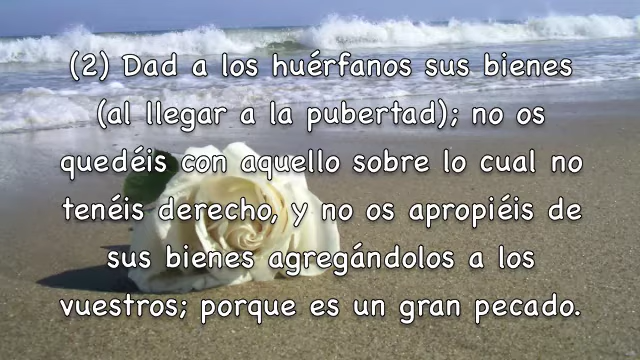 (2) Dad a los huérfanos sus bienes
(al llegar a la pubertad); no os
quedéis con aquello sobre lo cual no
tenéis derecho, y no os apropiéis de
sus bienes agregándolos a los
vuestros; porque es un gran pecado.